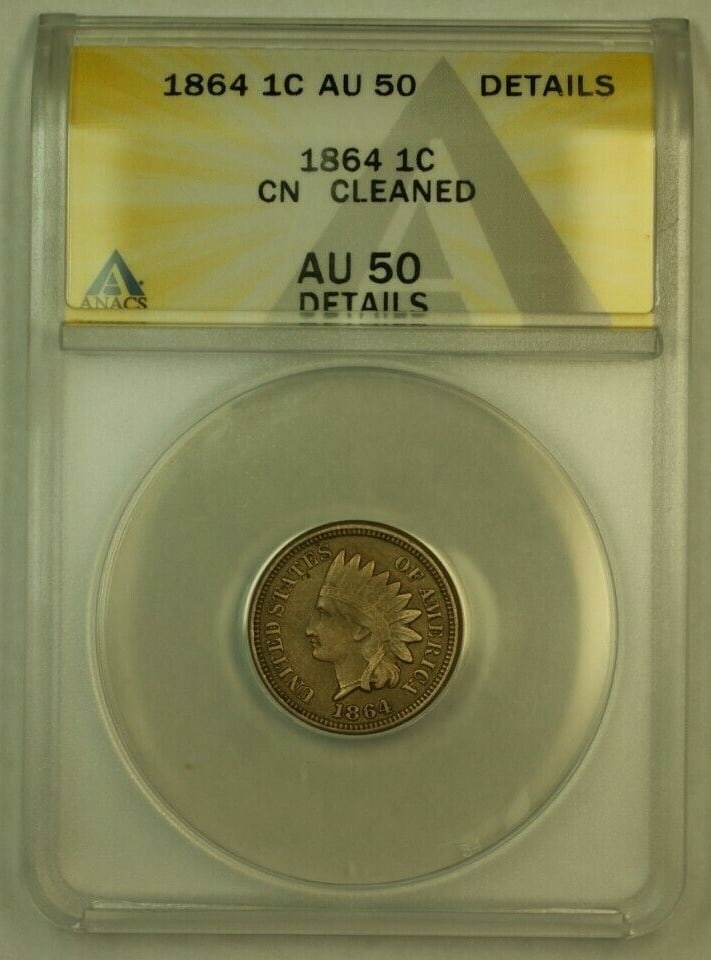 1864 1C AU 50 DETAILS
1864 1C
CN CLEANED
AU 50
DETAILS
ANACS
UNITED STATES OF AMERICA
1864